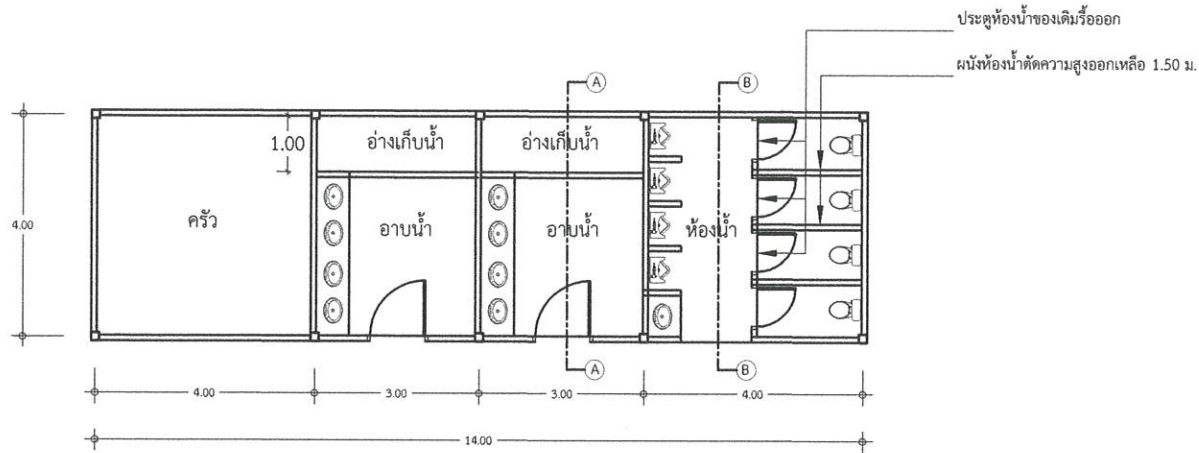 ประตูห้องน้ำของเดิมรื้อออก
ผนังห้องน้ำตัดความสูงออกเหลือ 1.50 ม.
A
B
1.00
อ่างเก็บน้ำ
อ่างเก็บน้ำ
4.00
ครัว
อาบน้ำ
อาบน้ำ
ห้องน้ำ
A
B
4.00
3.00
3.00
4.00
14.00